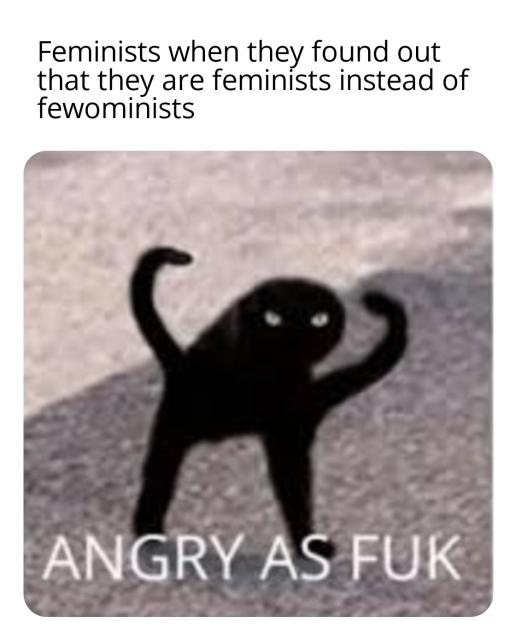 Feminists when they found out
that they are feminists instead of
fewominists
ANGRY AS FUK